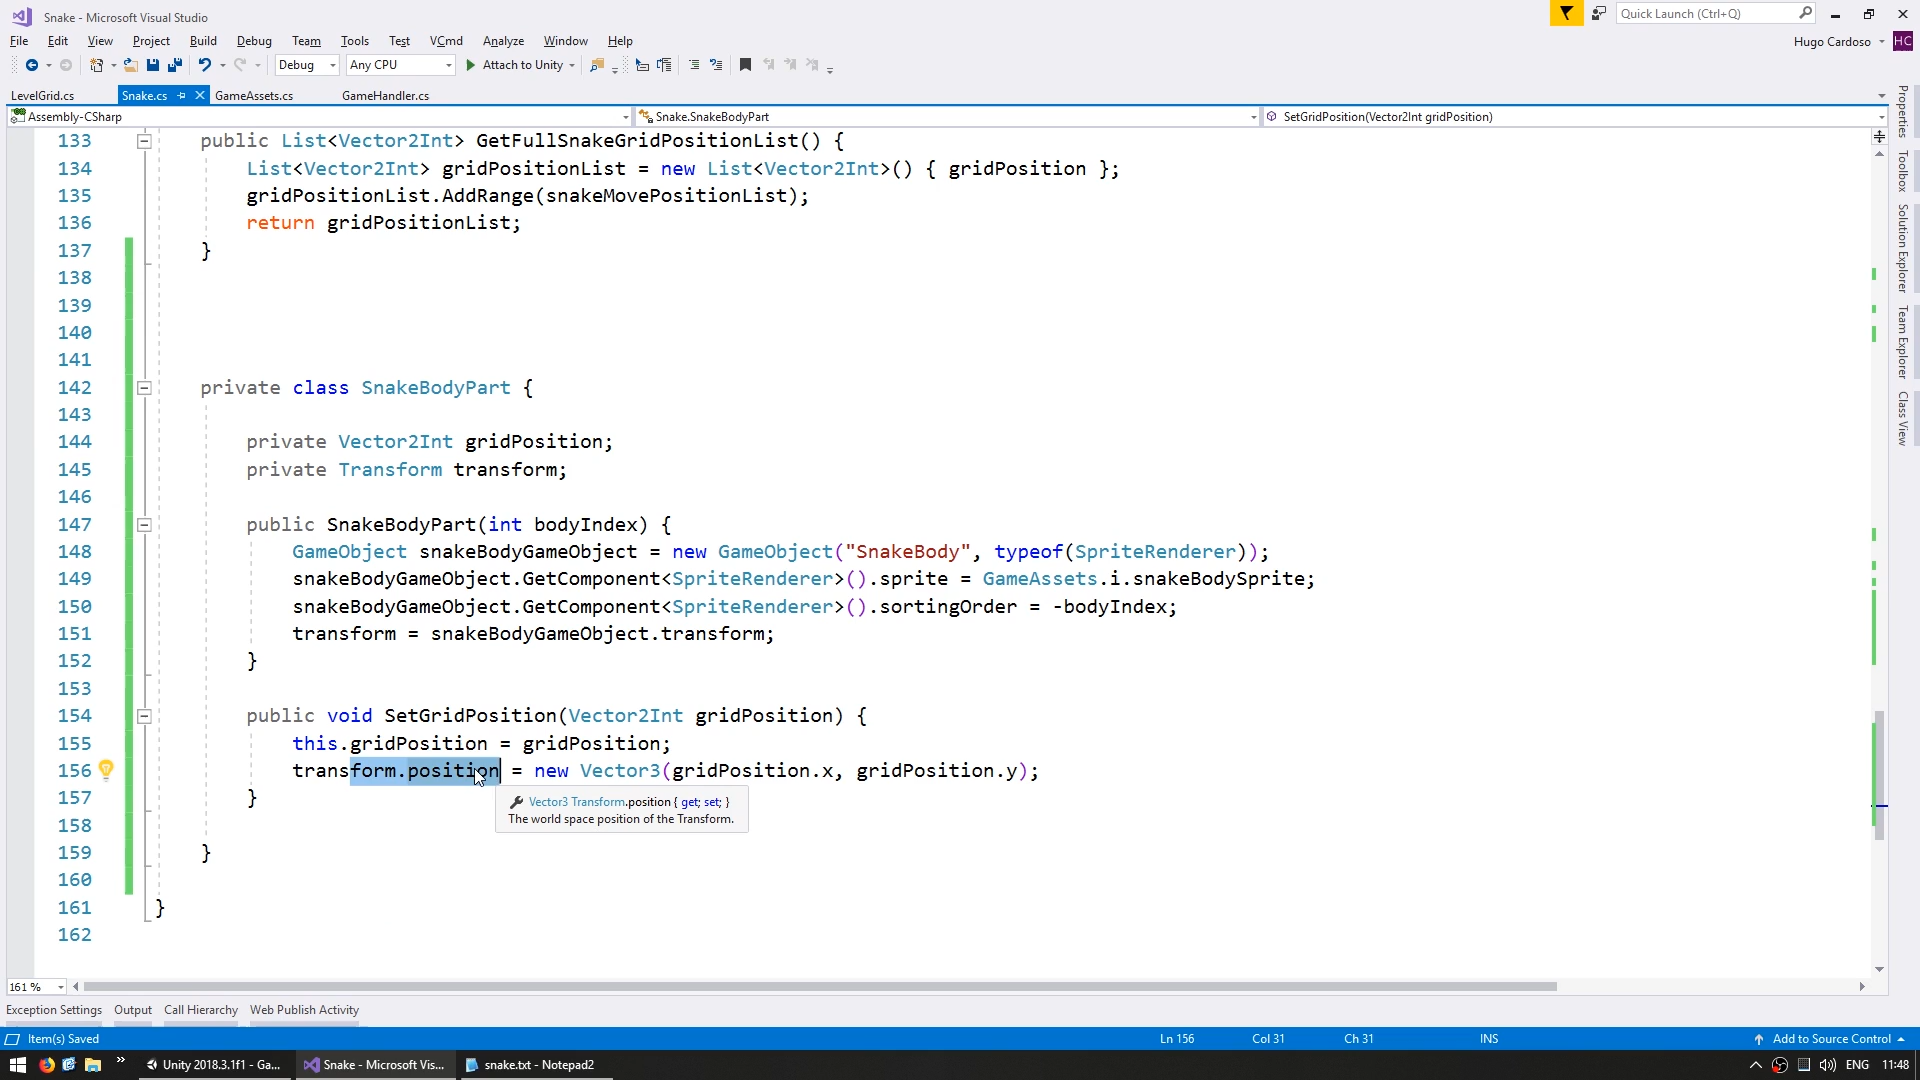 Snake - Microsoft Visual Studio
Quick Launch (Ctrl+Q)
File Edit View Project Build Debug Team Tools Test VCmd Analyze Window Help
Hugo Cardoso HC
Debug Any CPU Attach to Unity
LevelGrid.cs Snake.cs GameAssets.cs GameHandler.cs
Assembly-CSharp Snake.SnakeBodyPart SetGridPosition(Vector2Int gridPosition)
133 public List<Vector2Int> GetFullSnakeGridPositionList() {
134 List<Vector2Int> gridPositionList = new List<Vector2Int>() { gridPosition };
135 gridPositionList.AddRange(snakeMovePositionList);
136 return gridPositionList;
137 }
138
139
140
141
142 private class SnakeBodyPart {
143
144 private Vector2Int gridPosition;
145 private Transform transform;
146
147 public SnakeBodyPart(int bodyIndex) {
148 GameObject snakeBodyGameObject = new GameObject("SnakeBody", typeof(SpriteRenderer));
149 snakeBodyGameObject.GetComponent<SpriteRenderer>().sprite = GameAssets.i.snakeBodySprite;
150 snakeBodyGameObject.GetComponent<SpriteRenderer>().sortingOrder = -bodyIndex;
151 transform = snakeBodyGameObject.transform;
152 }
153
154 public void SetGridPosition(Vector2Int gridPosition) {
155 this.gridPosition = gridPosition;
156 transform.position = new Vector3(gridPosition.x, gridPosition.y);
157 }
Vector3 Transform.position { get; set; }
The world space position of the Transform.
158
159 }
160
161 }
162
Properties
Toolbox
Solution Explorer
Team Explorer
Class View
161 %
Exception Settings Output Call Hierarchy Web Publish Activity
Item(s) Saved Ln 156 Col 31 Ch 31 INS Add to Source Control
Unity 2018.3.1f1 - Ga... Snake - Microsoft Vis... snake.txt - Notepad2 ENG 11:48